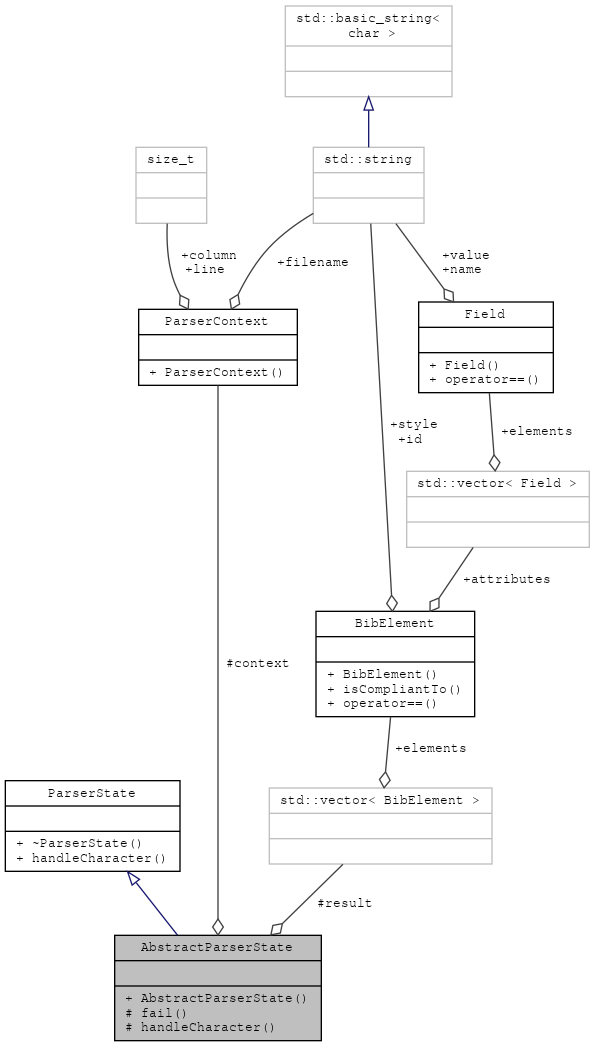 std::basic_string<
char >
size_t
std::string
+column
+line
+filename
+value
+name
ParserContext
+ ParserContext()
Field
+ Field()
+ operator==()
+style
+id
+elements
std::vector< Field >
+attributes
BibElement
+ BibElement()
+ isCompliantTo()
+ operator==()
#context
+elements
ParserState
+ ~ParserState()
+ handleCharacter()
std::vector< BibElement >
#result
AbstractParserState
+ AbstractParserState()
# fail()
# handleCharacter()